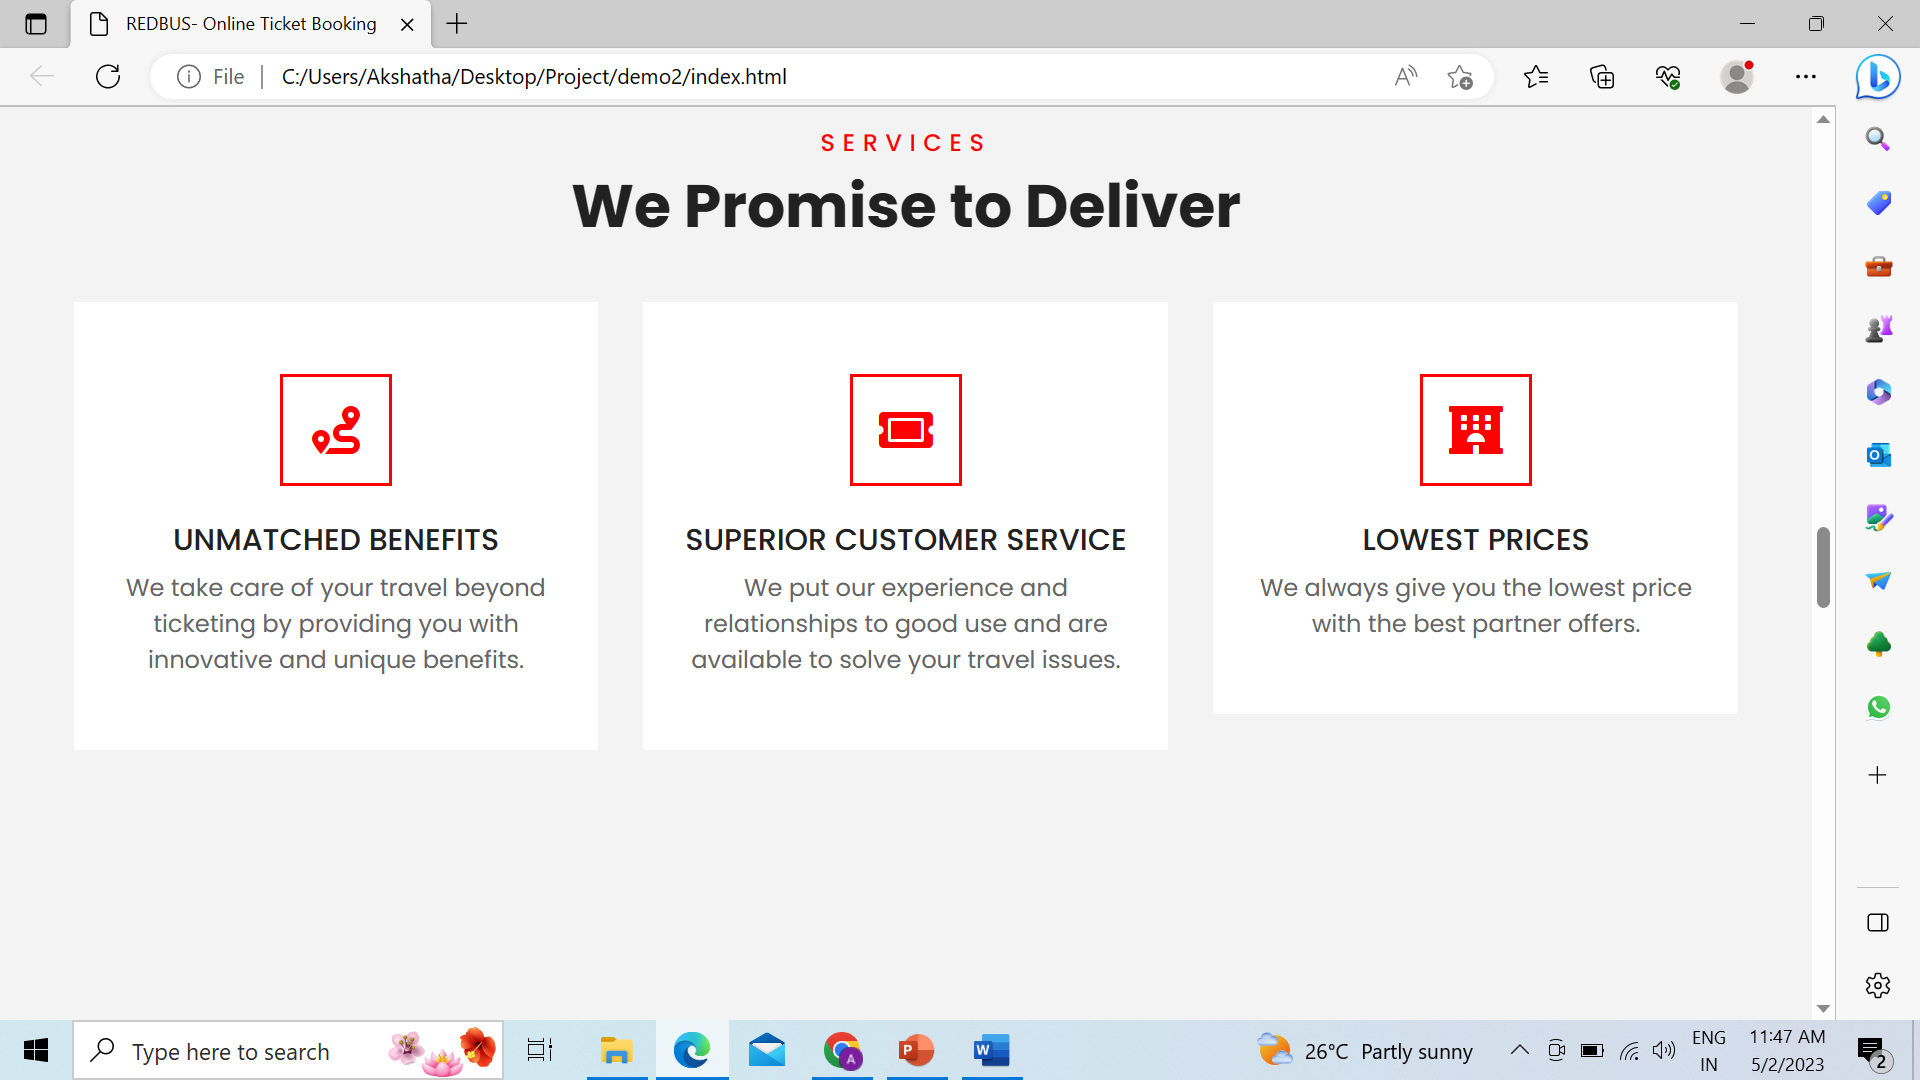 REDBUS- Online Ticket Booking
File
C:/Users/Akshatha/Desktop/Project/demo2/index.html
SERVICES
We Promise to Deliver
UNMATCHED BENEFITS
We take care of your travel beyond
ticketing by providing you with
innovative and unique benefits.
SUPERIOR CUSTOMER SERVICE
We put our experience and
relationships to good use and are
available to solve your travel issues.
LOWEST PRICES
We always give you the lowest price
with the best partner offers.
Type here to search
26°C Partly sunny
ENG
IN
11:47 AM
5/2/2023
2